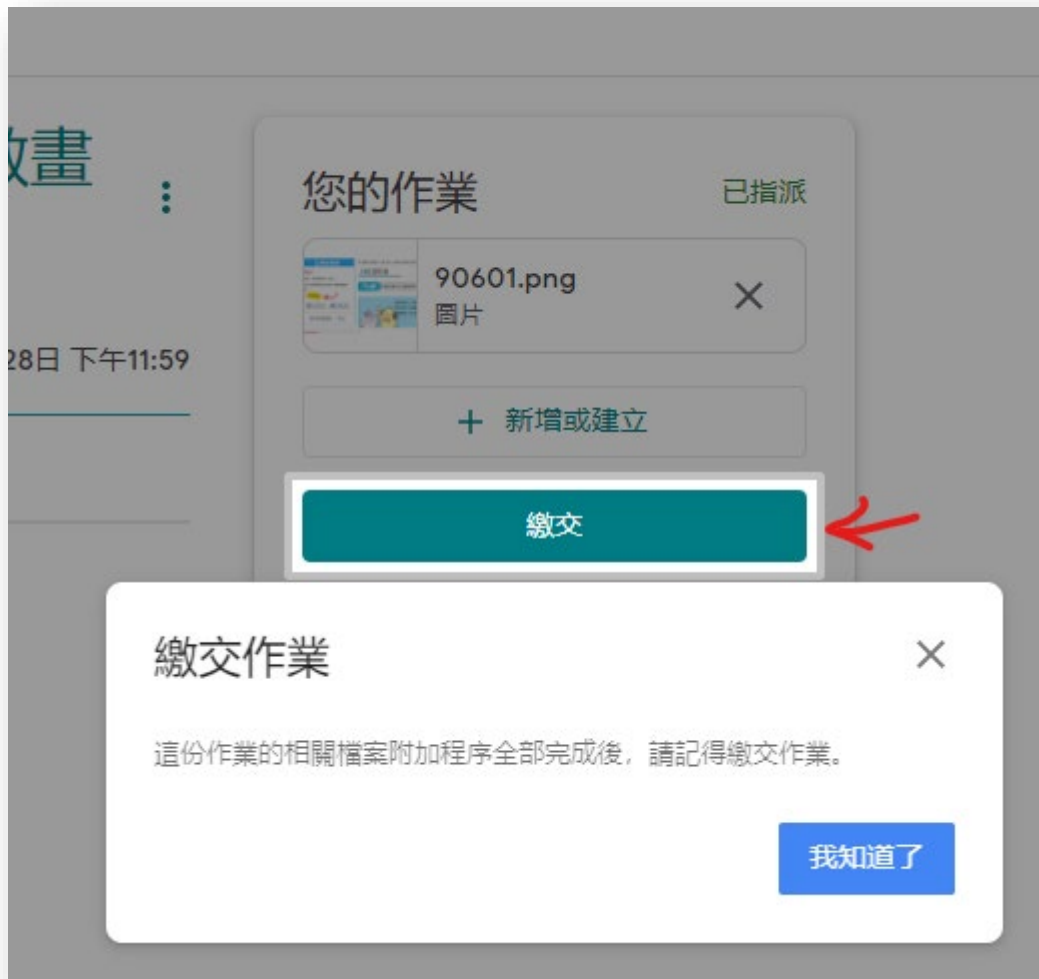 畫
您的作業
已指派
90601.png
圖片
28日 下午11:59
+ 新增或建立
繳交
繳交作業
這份作業的相關檔案附加程序全部完成後，請記得繳交作業。
我知道了